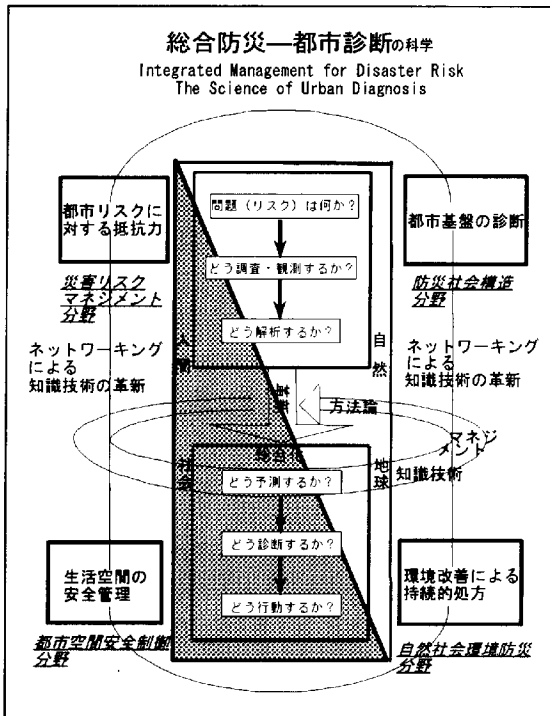 総合防災―都市診断の科学
Integrated Management for Disaster Risk
The Science of Urban Diagnosis
都市リスクに
対する抵抗力
災害リスク
マネジメント
分野
ネットワーキング
による
知識技術の革新
問題（リスク）は何か？
どう調査・観測するか？
どう解析するか？
人間
自然
都市基盤の診断
防災社会構造
分野
ネットワーキング
による
知識技術の革新
革新
方法論
マネジ
メント
知識技術
総合化
社会
地球
どう予測するか？
どう診断するか？
どう行動するか？
生活空間の
安全管理
都市空間安全制御
分野
環境改善による
持続的処方
自然社会環境防災
分野